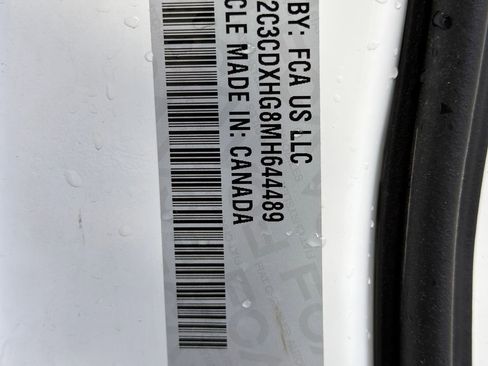 BY: FCA US LLC
2C3CDXHG8MH644489
CLE MADE IN: CANADA